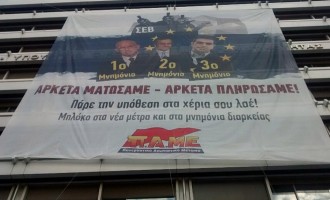 ΣΕΒ
1ο 2ο 3ο
Μνημόνιο Μνημόνιο Μνημόνιο
ΑΡΚΕΤΑ ΜΑΤΩΣΑΜΕ - ΑΡΚΕΤΑ ΠΛΗΡΩΣΑΜΕ!
Πάρε την υπόθεση στα χέρια σου λαέ!
Μπλόκο στα νέα μέτρα και στα μνημόνια διαρκείας
Π.Α.ΜΕ